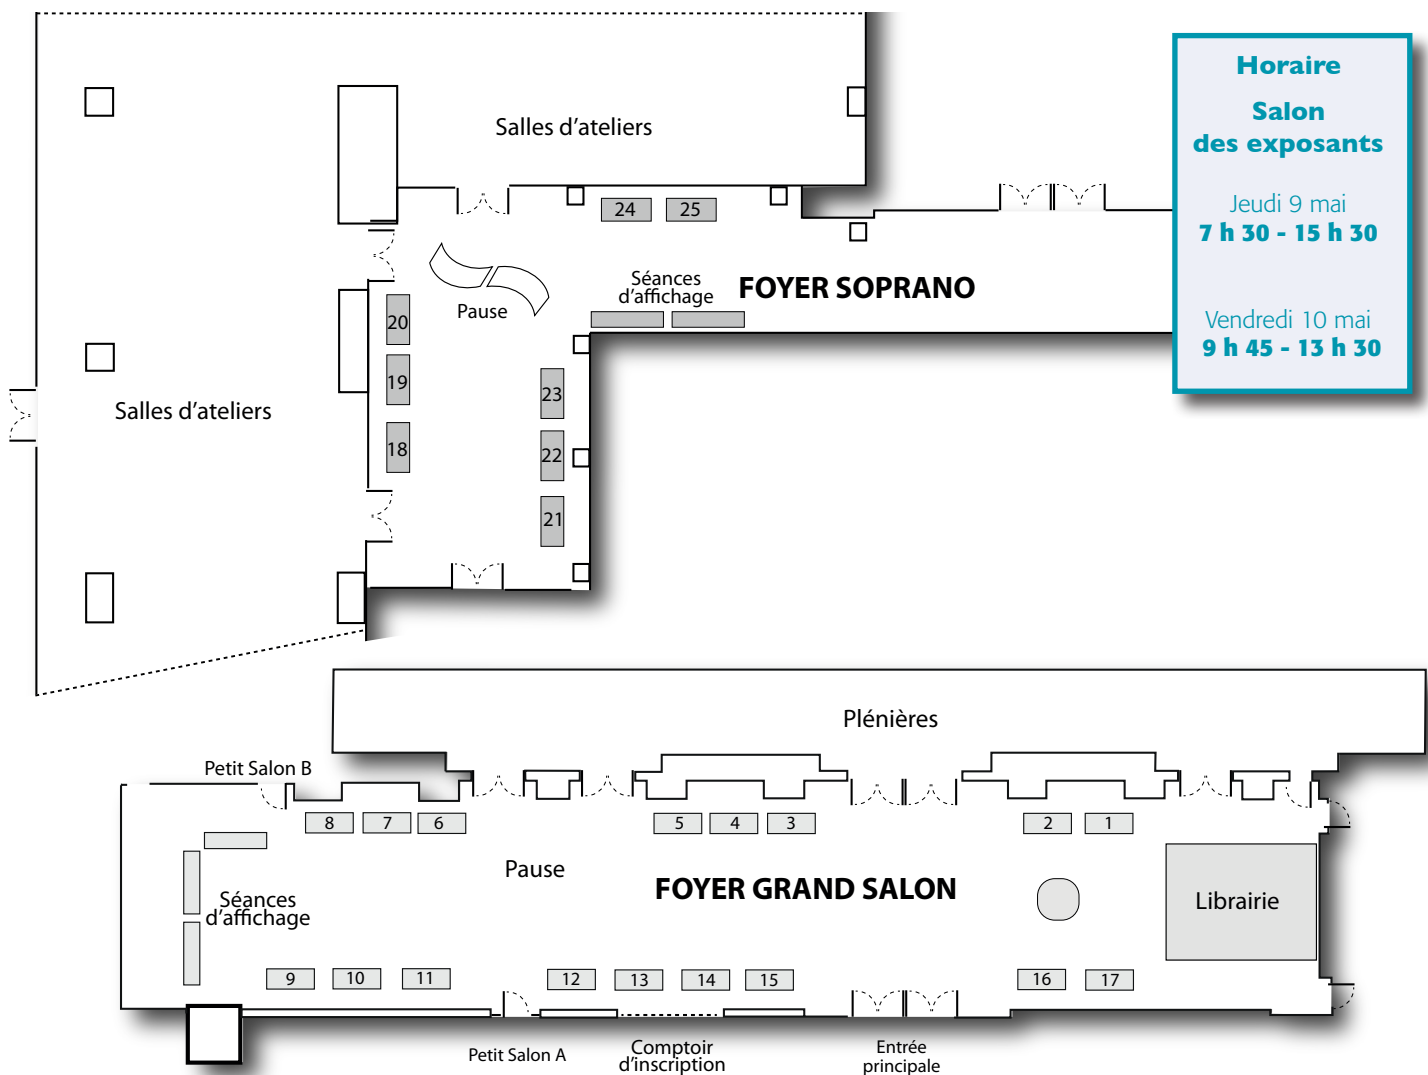 Horaire
Salon
des exposants
Jeudi 9 mai
7 h 30 - 15 h 30
Vendredi 10 mai
9 h 45 - 13 h 30
Salles d’ateliers
24 25
Séances
d’affichage
FOYER SOPRANO
Pause
20
19
23
Salles d’ateliers
18
22
21
Plénières
Petit Salon B
8 7 6 5 4 3 2 1
Pause
FOYER GRAND SALON
Librairie
Séances
d’affichage
9 10 11 12 13 14 15 16 17
Petit Salon A
Comptoir
d’inscription
Entrée
principale